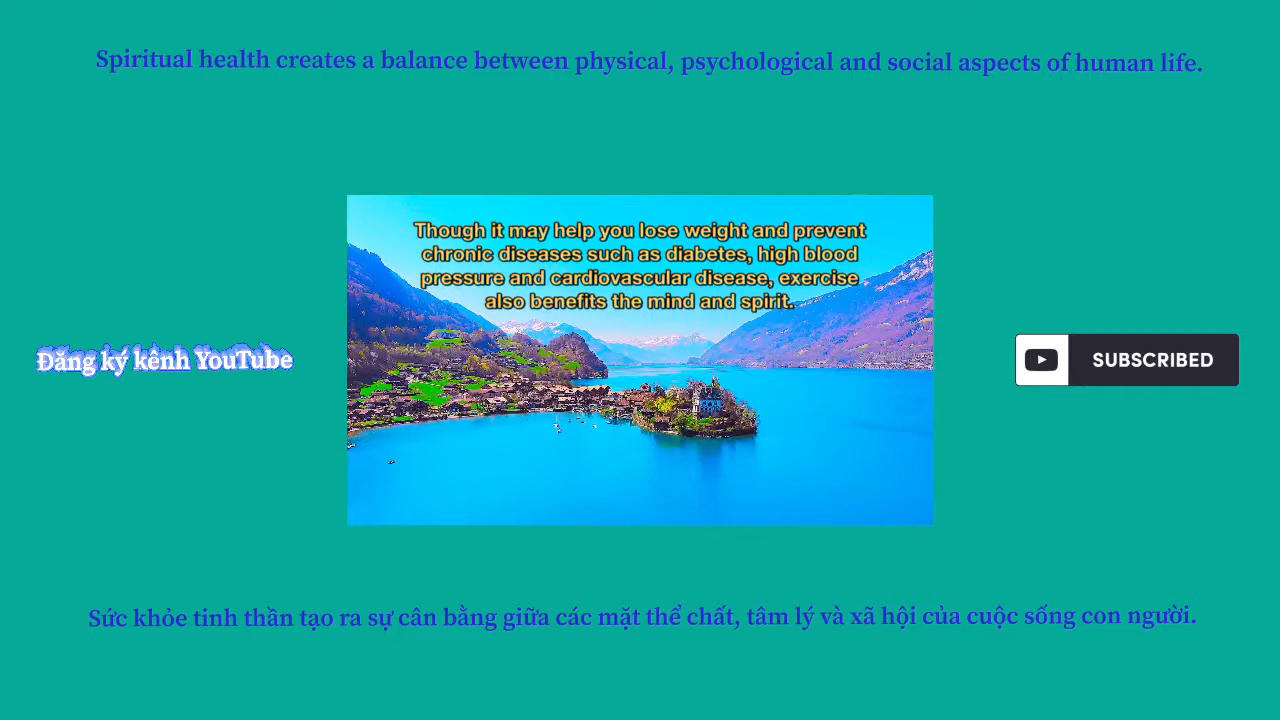 Spiritual health creates a balance between physical, psychological and social aspects of human life.
Though it may help you lose weight and prevent
chronic diseases such as diabetes, high blood
pressure and cardiovascular disease, exercise
also benefits the mind and spirit.
Đăng ký kênh YouTube
SUBSCRIBED
Sức khỏe tinh thần tạo ra sự cân bằng giữa các mặt thể chất, tâm lý và xã hội của cuộc sống con người.